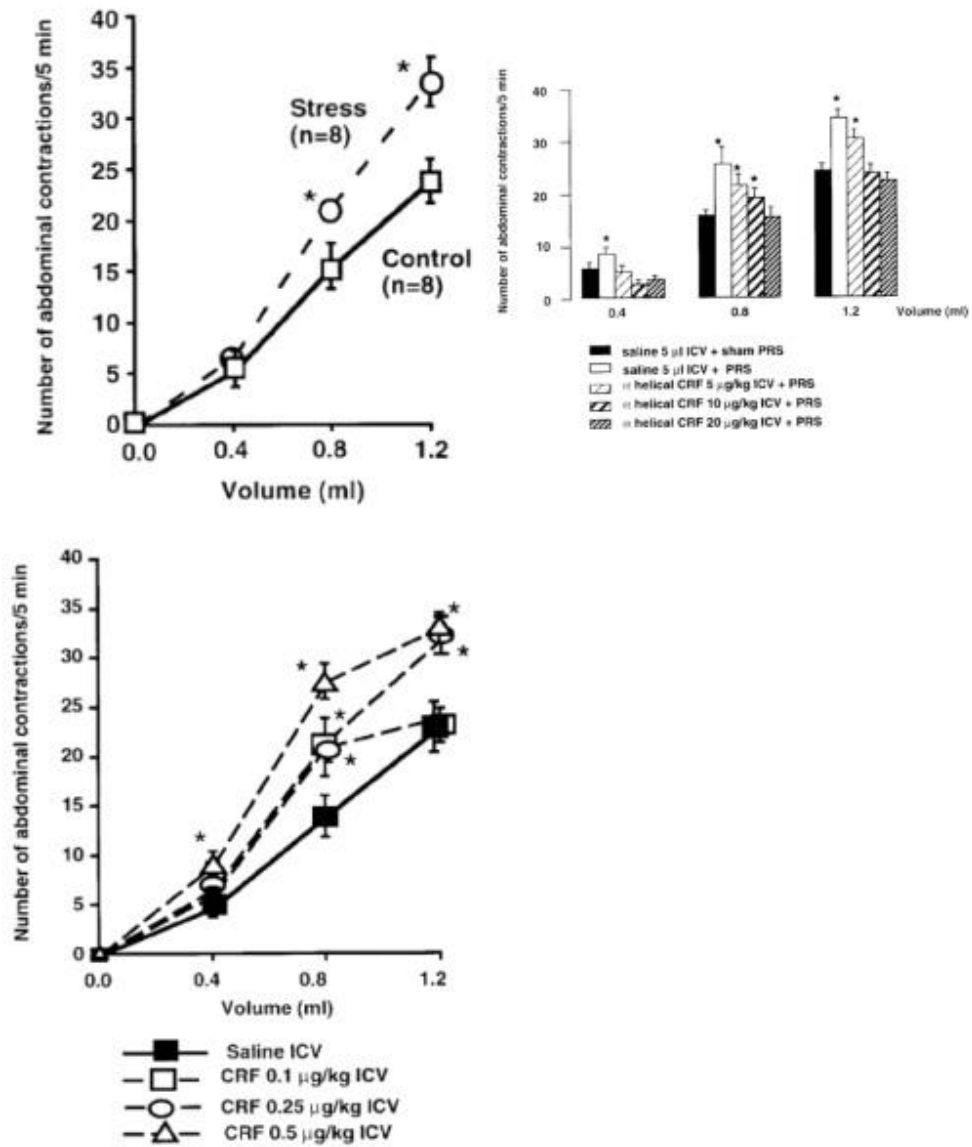 Number of abdominal contractions/5 min
40
35
30
25
20
15
10
5
0
*
*
Stress
(n=8)
Control
(n=8)
0.0
0.4
0.8
1.2
Volume (ml)
Number of abdominal contractions/5 min
40
30
20
10
0
*
*
*
*
*
*
0.4
0.8
1.2
Volume (ml)
saline 5 µl ICV + sham PRS
saline 5 µl ICV + PRS
α helical CRF 5 µg/kg ICV + PRS
α helical CRF 10 µg/kg ICV + PRS
α helical CRF 20 µg/kg ICV + PRS
Number of abdominal contractions/5 min
40
35
30
25
20
15
10
5
0
*
*
*
*
*
*
0.0
0.4
0.8
1.2
Volume (ml)
Saline ICV
CRF 0.1 µg/kg ICV
CRF 0.25 µg/kg ICV
CRF 0.5 µg/kg ICV